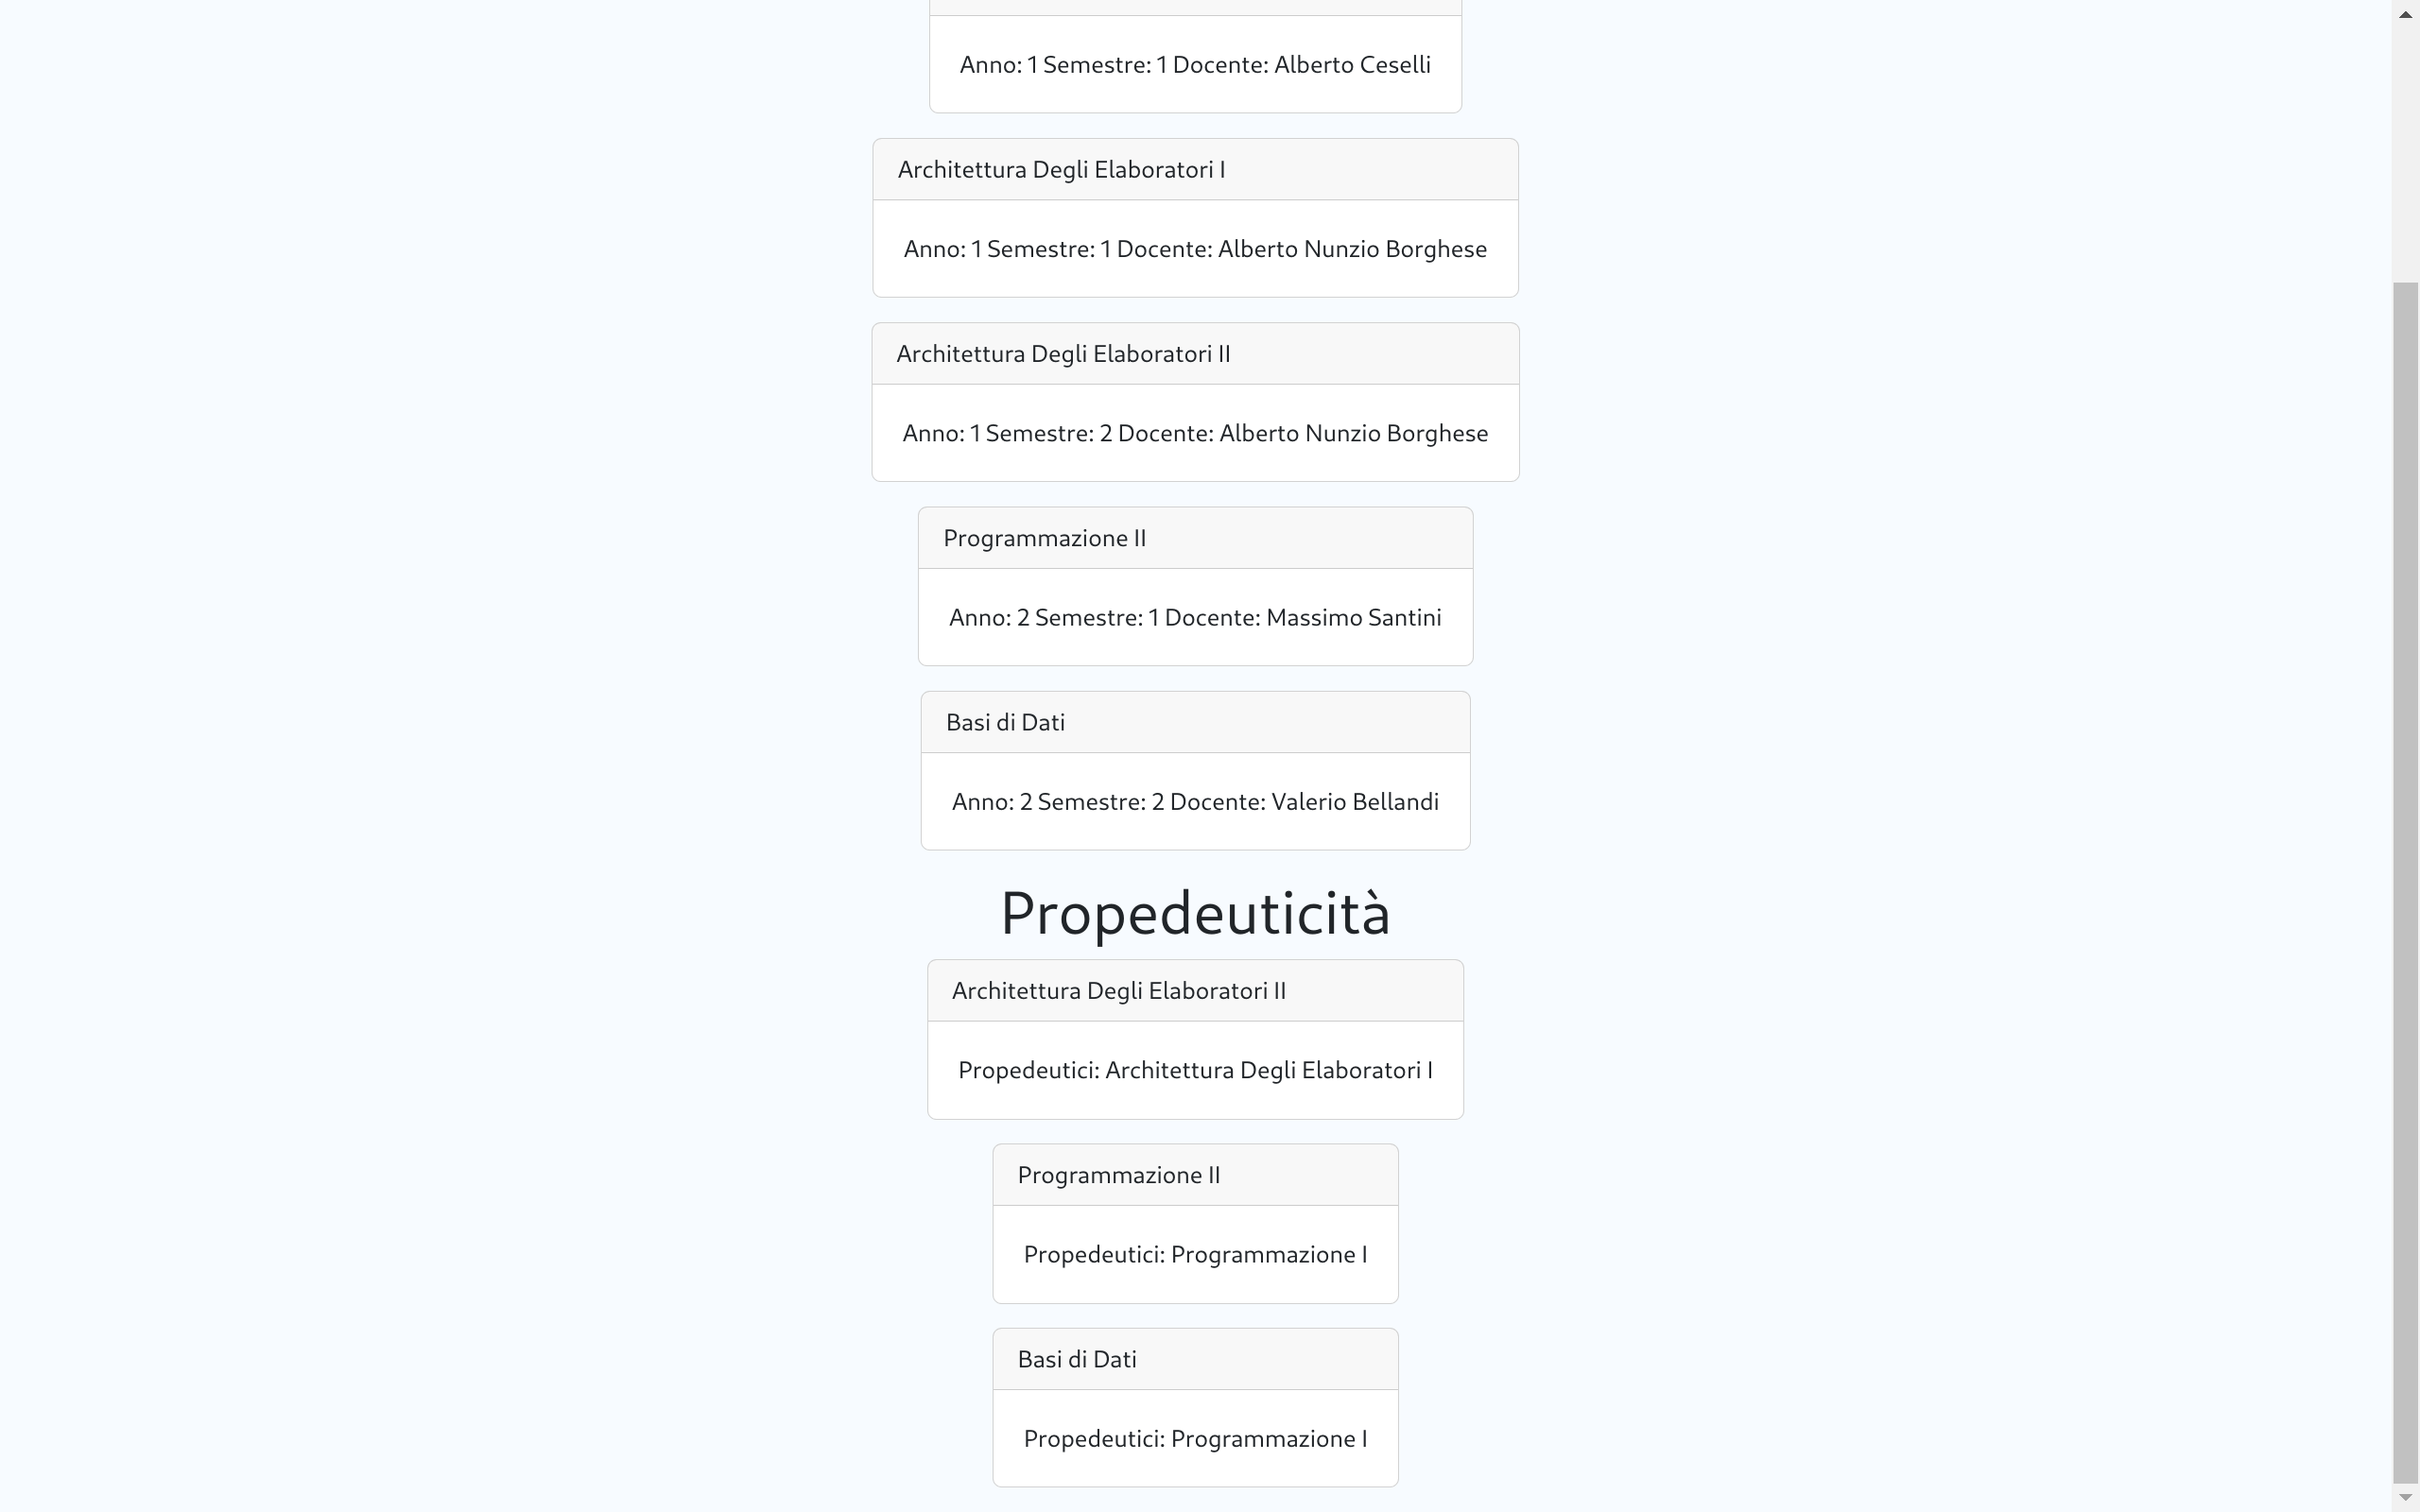 Anno: 1 Semestre: 1 Docente: Alberto Ceselli
Architettura Degli Elaboratori I
Anno: 1 Semestre: 1 Docente: Alberto Nunzio Borghese
Architettura Degli Elaboratori II
Anno: 1 Semestre: 2 Docente: Alberto Nunzio Borghese
Programmazione II
Anno: 2 Semestre: 1 Docente: Massimo Santini
Basi di Dati
Anno: 2 Semestre: 2 Docente: Valerio Bellandi
Propedeuticità
Architettura Degli Elaboratori II
Propedeutici: Architettura Degli Elaboratori I
Programmazione II
Propedeutici: Programmazione I
Basi di Dati
Propedeutici: Programmazione I